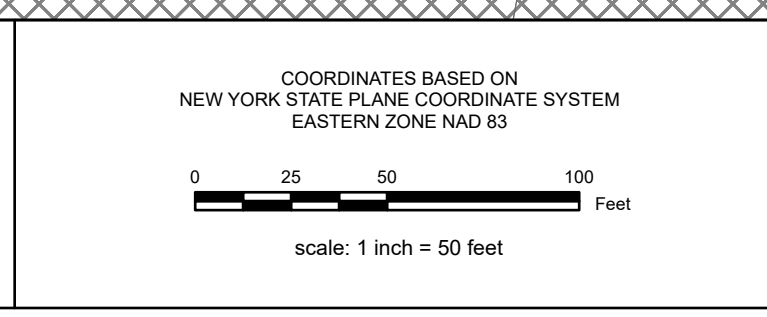 COORDINATES BASED ON
NEW YORK STATE PLANE COORDINATE SYSTEM
EASTERN ZONE NAD 83
0 25 50 100
Feet
scale: 1 inch = 50 feet